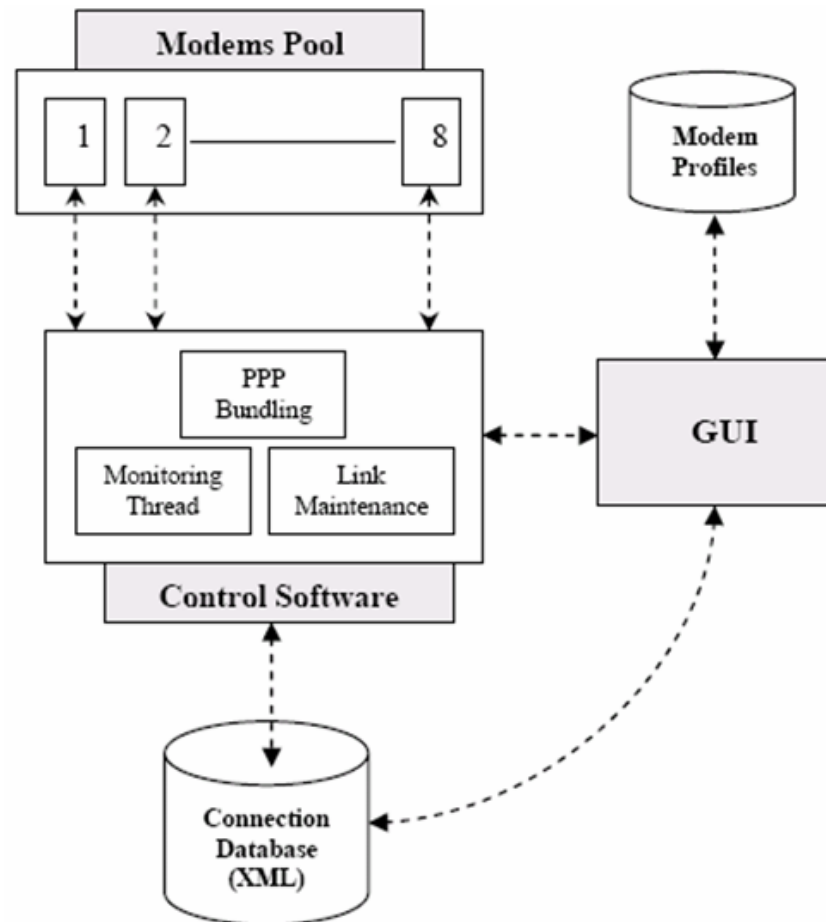 Modems Pool
1
2
8
Modem
Profiles
PPP
Bundling
Monitoring
Thread
Link
Maintenance
GUI
Control Software
Connection
Database
(XML)